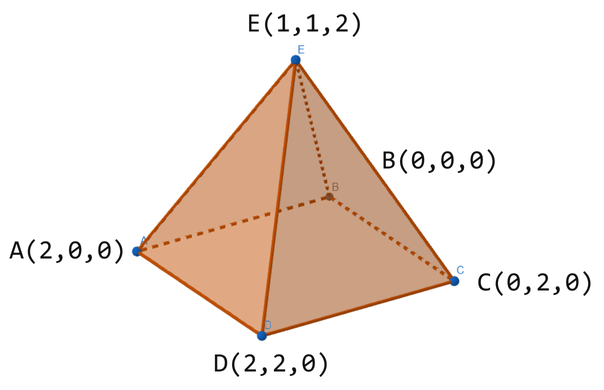 E(1,1,2)
E
B(0,0,0)
B
A
A(2,0,0)
C
C(0,2,0)
D
D(2,2,0)